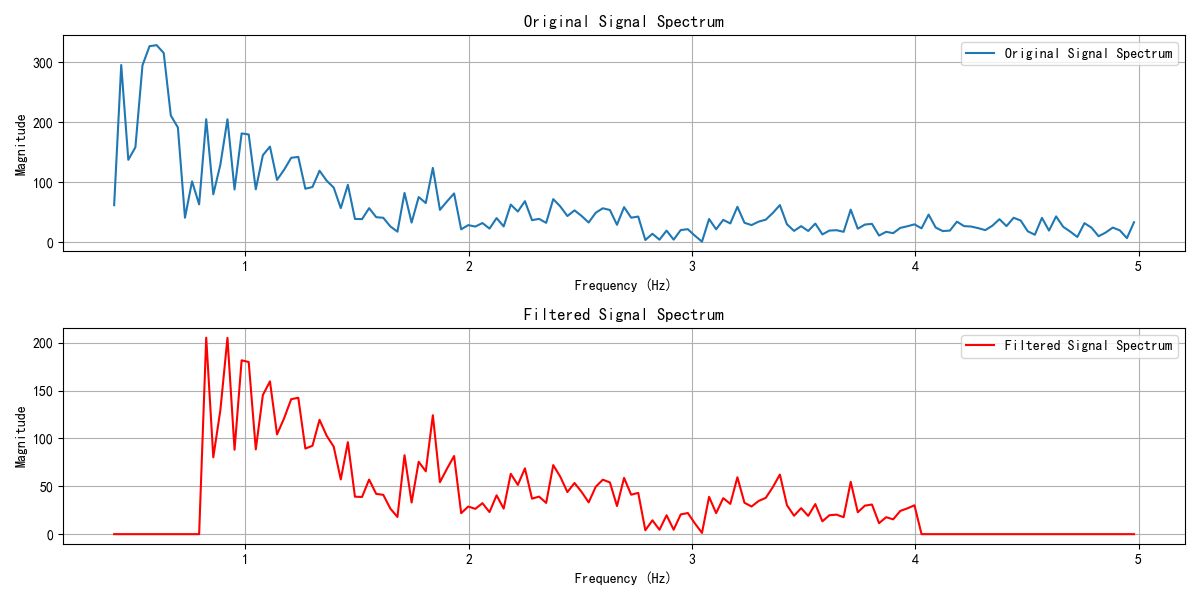 Original Signal Spectrum
Original Signal Spectrum
Magnitude
300
200
100
0
1 2 3 4 5
Frequency (Hz)
Filtered Signal Spectrum
Filtered Signal Spectrum
Magnitude
200
150
100
50
0
1 2 3 4 5
Frequency (Hz)